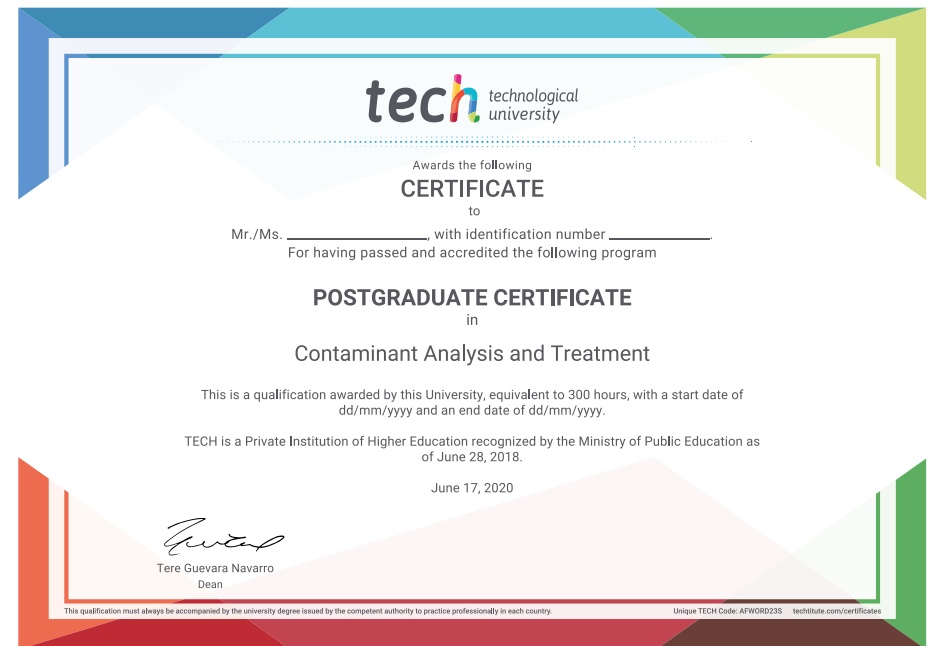 tech technological
university
Awards the following
CERTIFICATE
to
Mr./Ms. ____________________, with identification number ______________.
For having passed and accredited the following program
POSTGRADUATE CERTIFICATE
in
Contaminant Analysis and Treatment
This is a qualification awarded by this University, equivalent to 300 hours, with a start date of
dd/mm/yyyy and an end date of dd/mm/yyyy.
TECH is a Private Institution of Higher Education recognized by the Ministry of Public Education as
of June 28, 2018.
June 17, 2020
Tere Guevara Navarro
Dean
This qualification must always be accompanied by the university degree issued by the competent authority to practice professionally in each country. Unique TECH Code: AFWORD23S techtitute.com/certificates